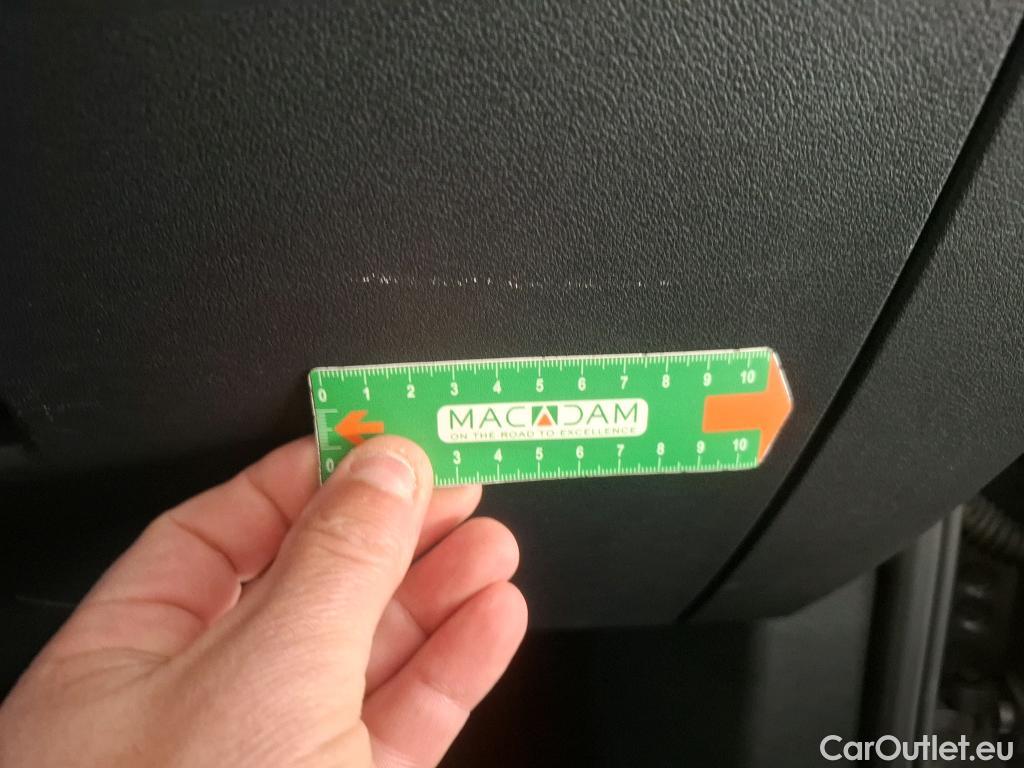 0 1 2 3 4 5 6 7 8 9 10
MACADAM
ON THE ROAD TO EXCELLENCE
0 3 4 5 6 7 8 9 10
CarOutlet.eu